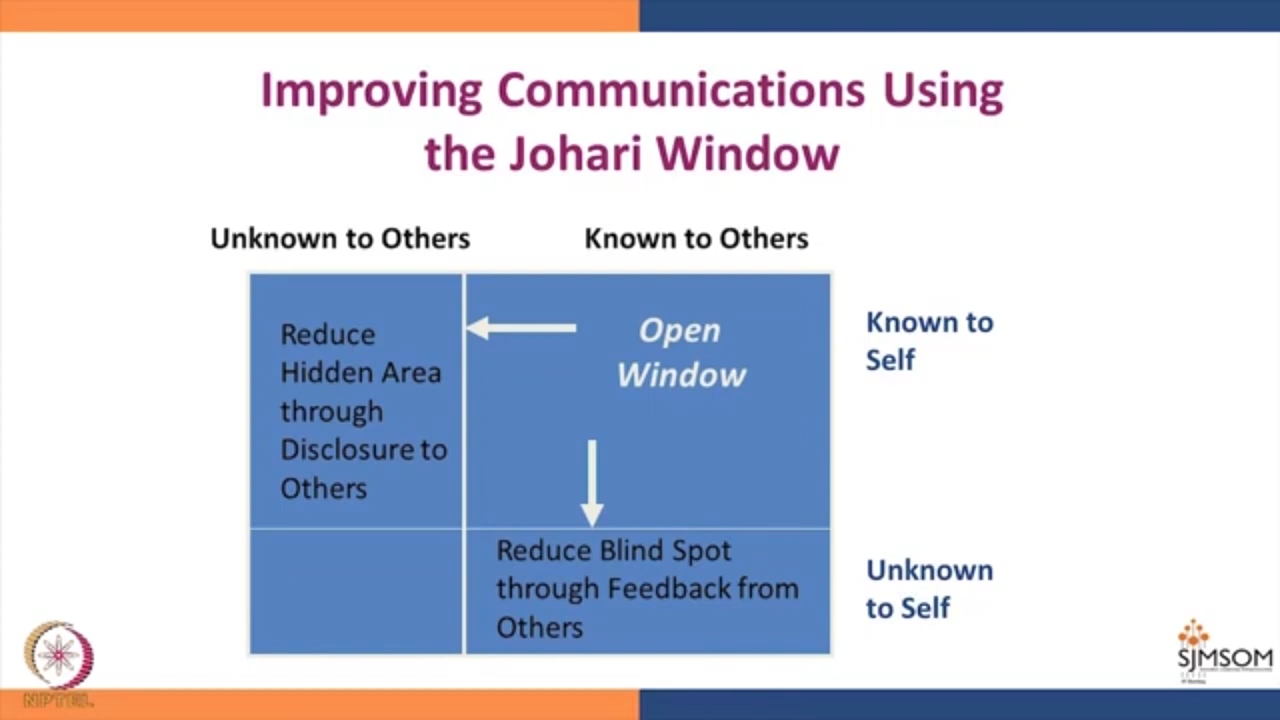 Improving Communications Using
the Johari Window
Unknown to Others
Known to Others
Reduce
Hidden Area
through
Disclosure to
Others
Open
Window
Known to
Self
Reduce Blind Spot
through Feedback from
Others
Unknown
to Self
NPTEL
SJMSOM